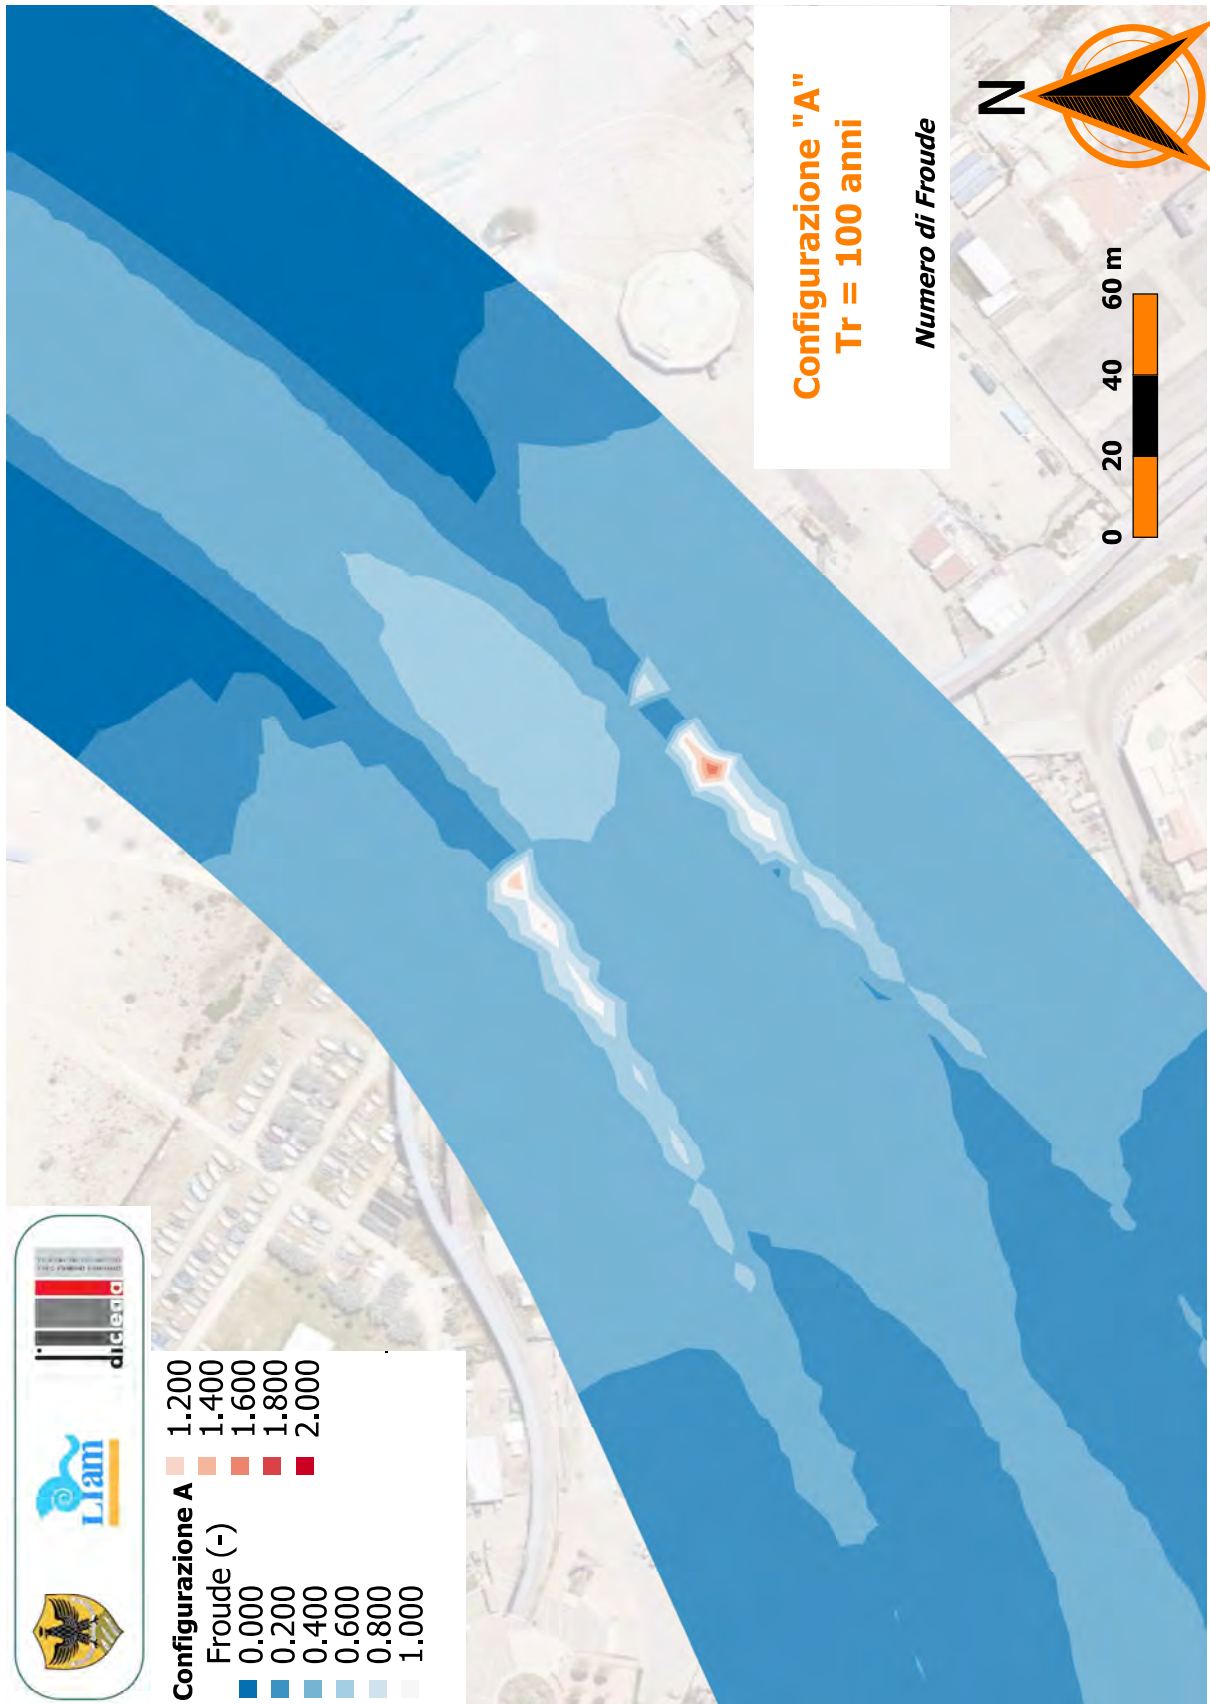 Configurazione "A"
Tr = 100 anni
Numero di Froude
N
0 20 40 60 m
LIam
dicea
Configurazione A
Froude (-)
0.000
0.200
0.400
0.600
0.800
1.000
1.200
1.400
1.600
1.800
2.000